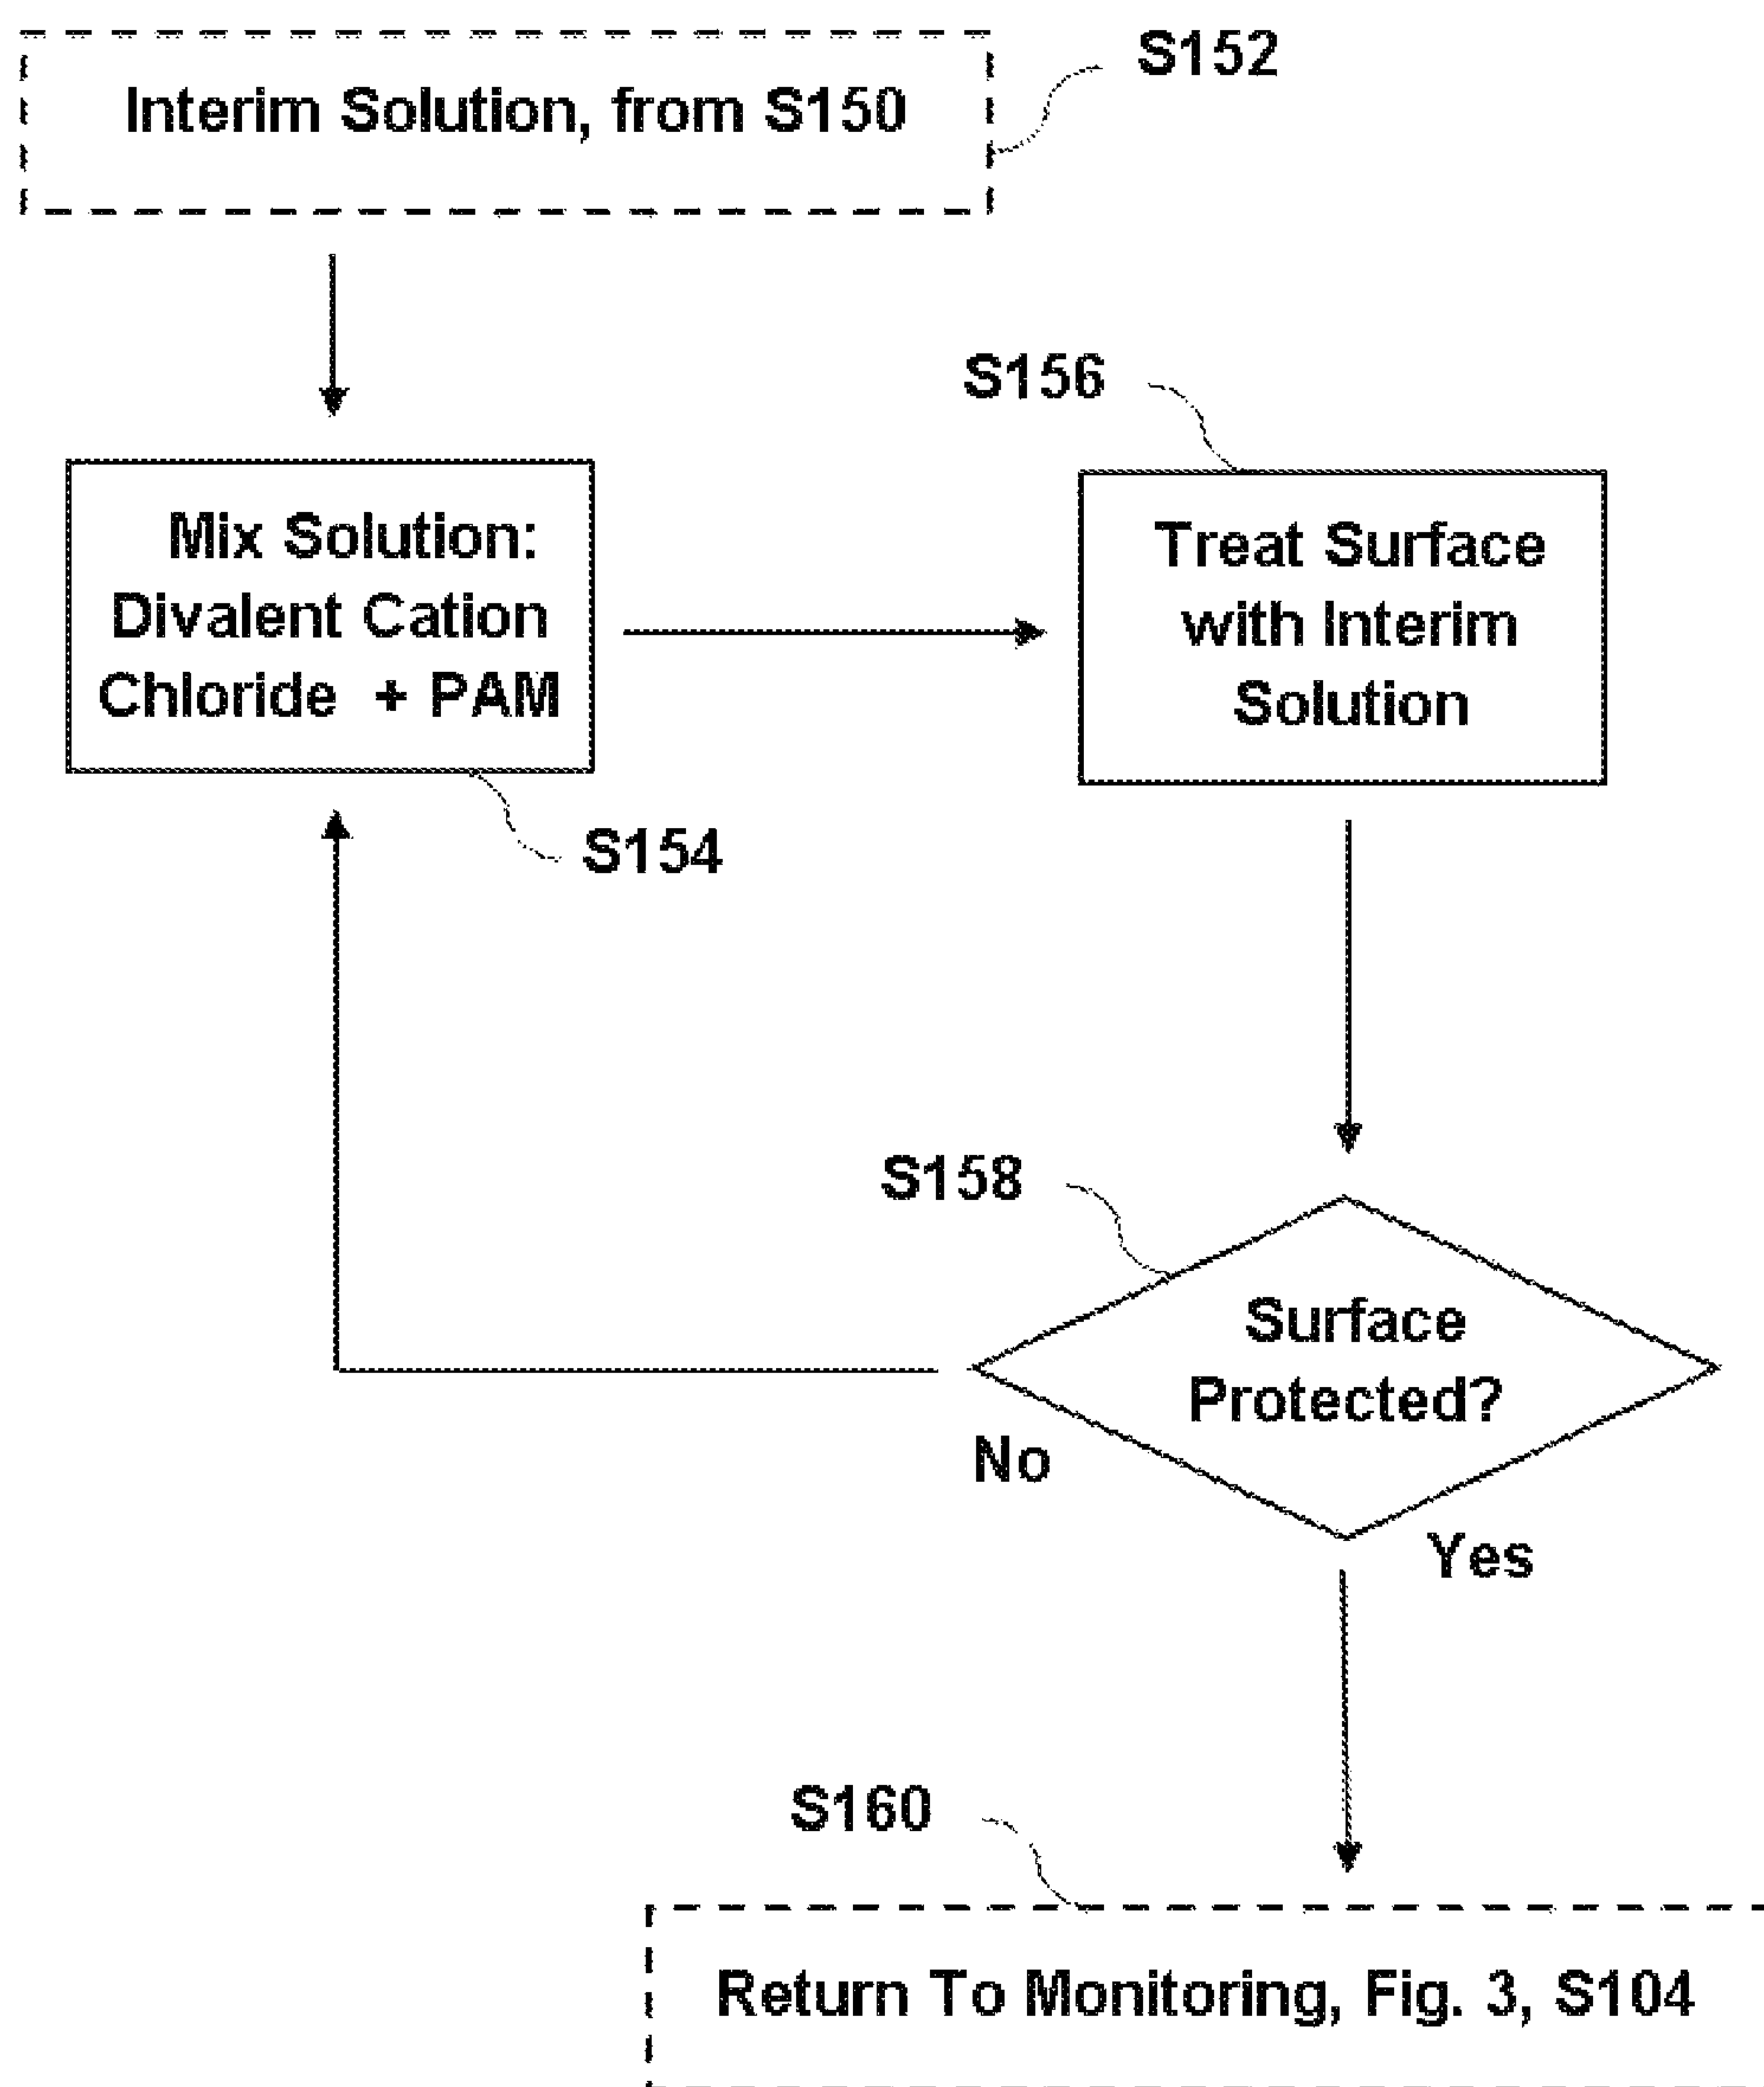 S152
Interim Solution, from S150
S156
Mix Solution:
Divalent Cation
Chloride + PAM
Treat Surface
with Interim
Solution
S154
S158
Surface
Protected?
No
Yes
S160
Return To Monitoring, Fig. 3, S104